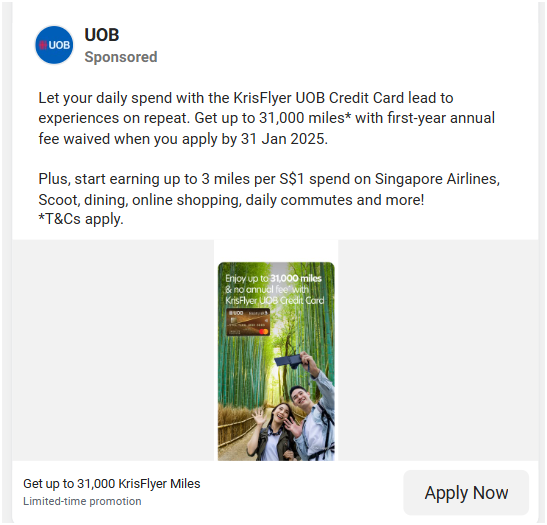 UOB
UOB
Sponsored
Let your daily spend with the KrisFlyer UOB Credit Card lead to
experiences on repeat. Get up to 31,000 miles* with first-year annual
fee waived when you apply by 31 Jan 2025.
Plus, start earning up to 3 miles per S$1 spend on Singapore Airlines,
Scoot, dining, online shopping, daily commutes and more!
*T&Cs apply.
Enjoy up to 31,000 miles
& no annual fee* with
KrisFlyer UOB Credit Card
UOB
Get up to 31,000 KrisFlyer Miles
Limited-time promotion
Apply Now